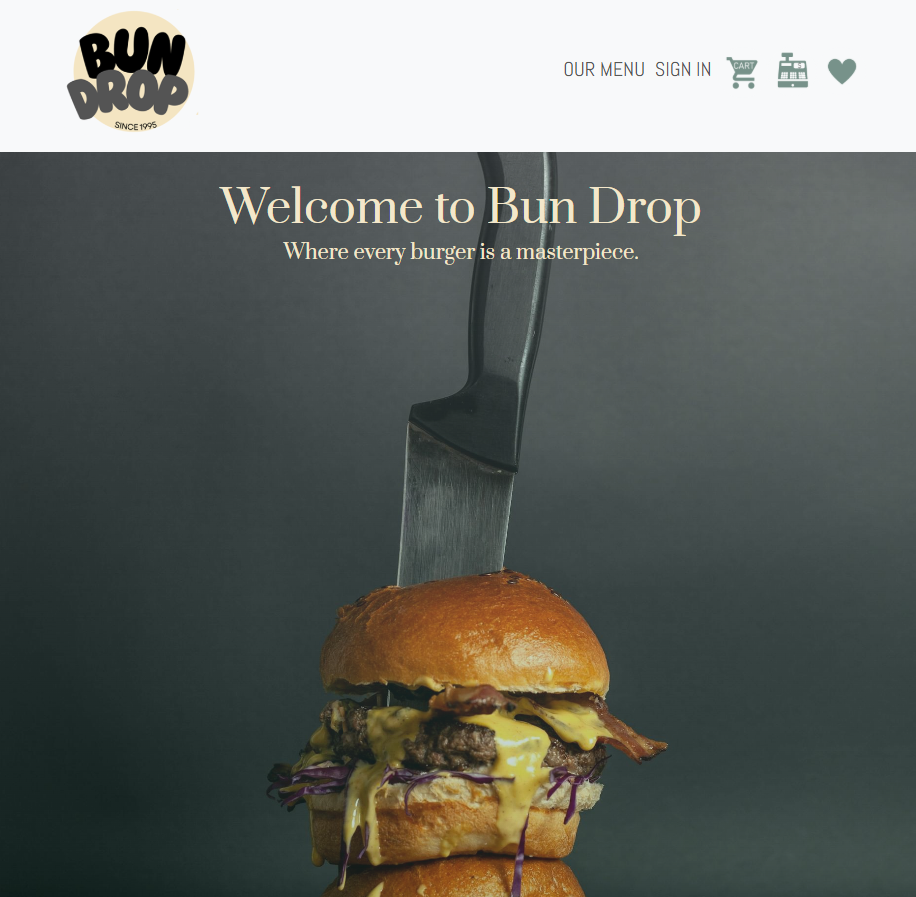 BUN
DROP
SINCE 1995
OUR MENU SIGN IN CART
Welcome to Bun Drop
Where every burger is a masterpiece.